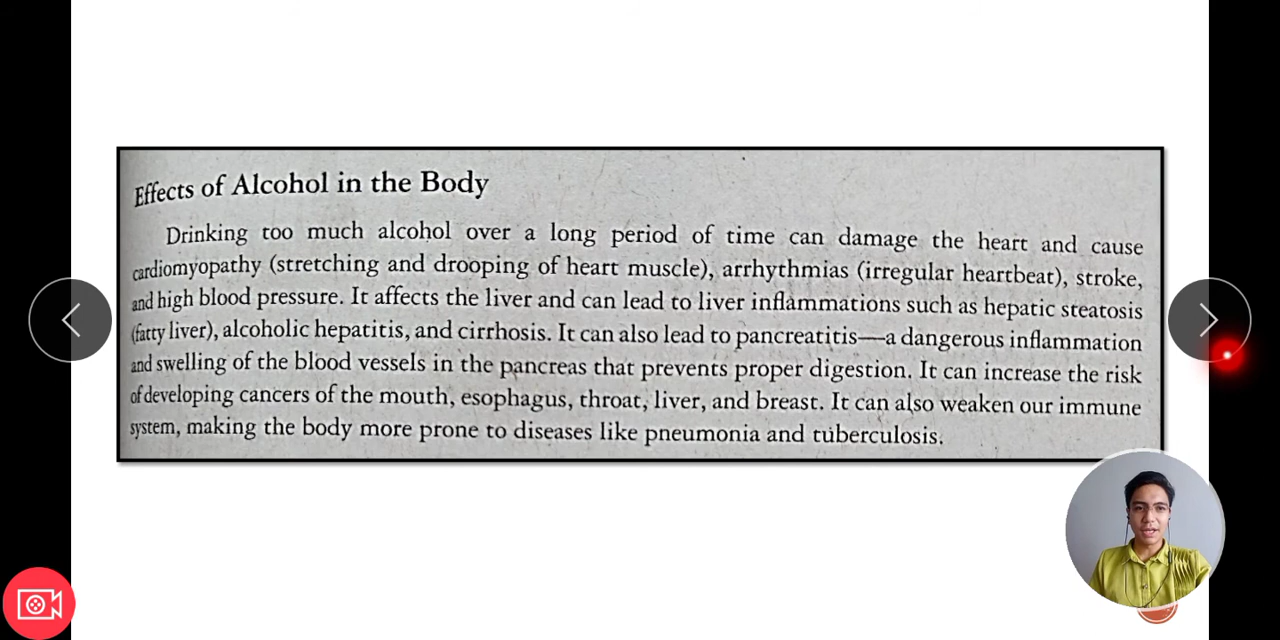 Effects of Alcohol in the Body
Drinking too much alcohol over a long period of time can damage the heart and cause
cardiomyopathy (stretching and drooping of heart muscle), arrhythmias (irregular heartbeat), stroke,
and high blood pressure. It affects the liver and can lead to liver inflammations such as hepatic steatosis
(fatty liver), alcoholic hepatitis, and cirrhosis. It can also lead to pancreatitis—a dangerous inflammation
and swelling of the blood vessels in the pancreas that prevents proper digestion. It can increase the risk
of developing cancers of the mouth, esophagus, throat, liver, and breast. It can also weaken our immune
system, making the body more prone to diseases like pneumonia and tuberculosis.